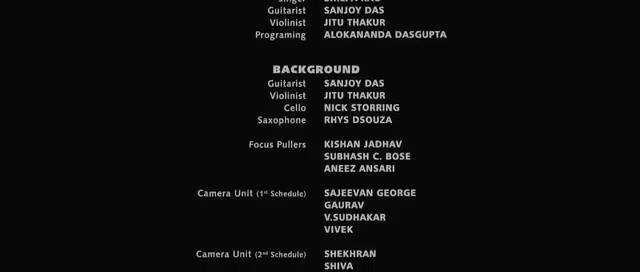 Guitarist SANJOY DAS
Violinist JITU THAKUR
Programing ALOKANANDA DASGUPTA
BACKGROUND
Guitarist SANJOY DAS
Violinist JITU THAKUR
Cello NICK STORRING
Saxophone RHYS DSOUZA
Focus Pullers KISHAN JADHAV
SUBHASH C. BOSE
ANEEZ ANSARI
Camera Unit (1st Schedule) SAJEEVAN GEORGE
GAURAV
V.SUDHAKAR
VIVEK
Camera Unit (2nd Schedule) SHEKHRAN
SHIVA